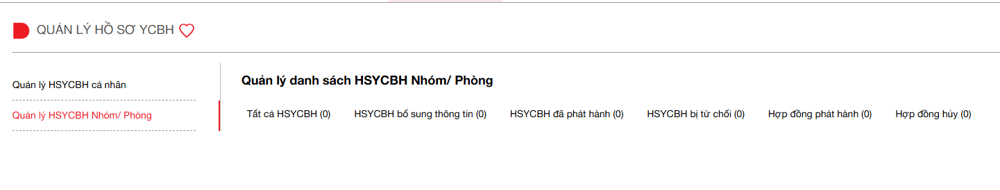 QUẢN LÝ HỒ SƠ YCBH
Quản lý HSYCBH cá nhân
Quản lý HSYCBH Nhóm/ Phòng
Quản lý danh sách HSYCBH Nhóm/ Phòng
Tất cả HSYCBH (0) HSYCBH bổ sung thông tin (0) HSYCBH đã phát hành (0) HSYCBH bị từ chối (0) Hợp đồng phát hành (0) Hợp đồng hủy (0)